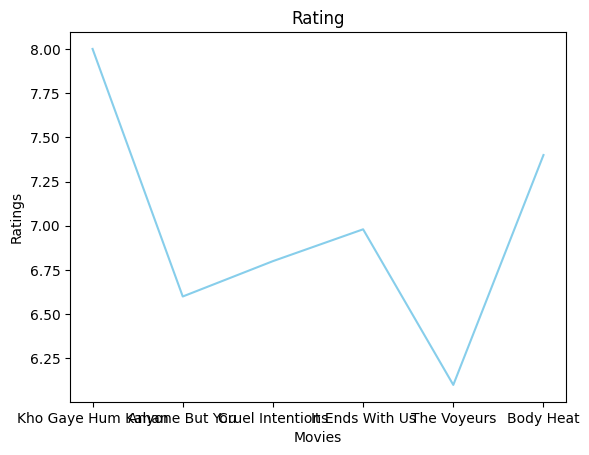 Rating
Ratings
8.00
7.75
7.50
7.25
7.00
6.75
6.50
6.25
Kho Gaye Hum Kahan
Anyone But You
Cruel Intentions
It Ends With Us
The Voyeurs
Body Heat
Movies